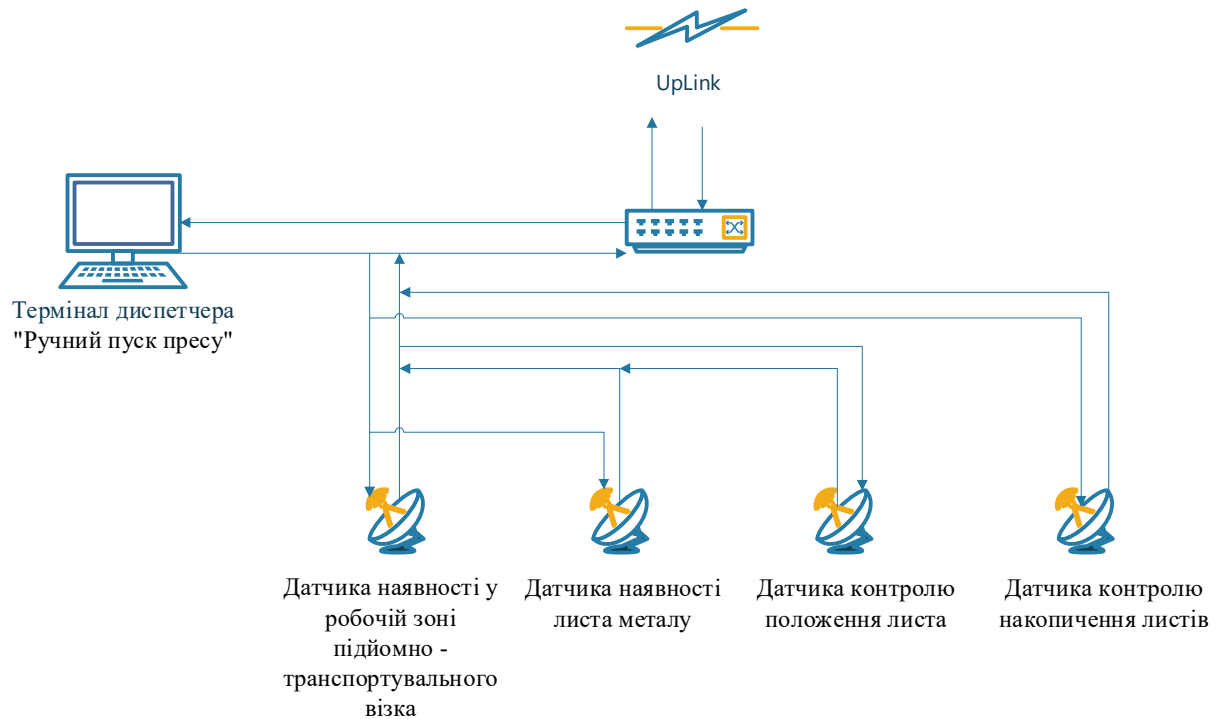 UpLink
Термінал диспетчера
"Ручний пуск пресу"
Датчика наявності у
робочій зоні
підйомно -
транспортувального
візка
Датчика наявності
листа металу
Датчика контролю
положення листа
Датчика контролю
накопичення листів